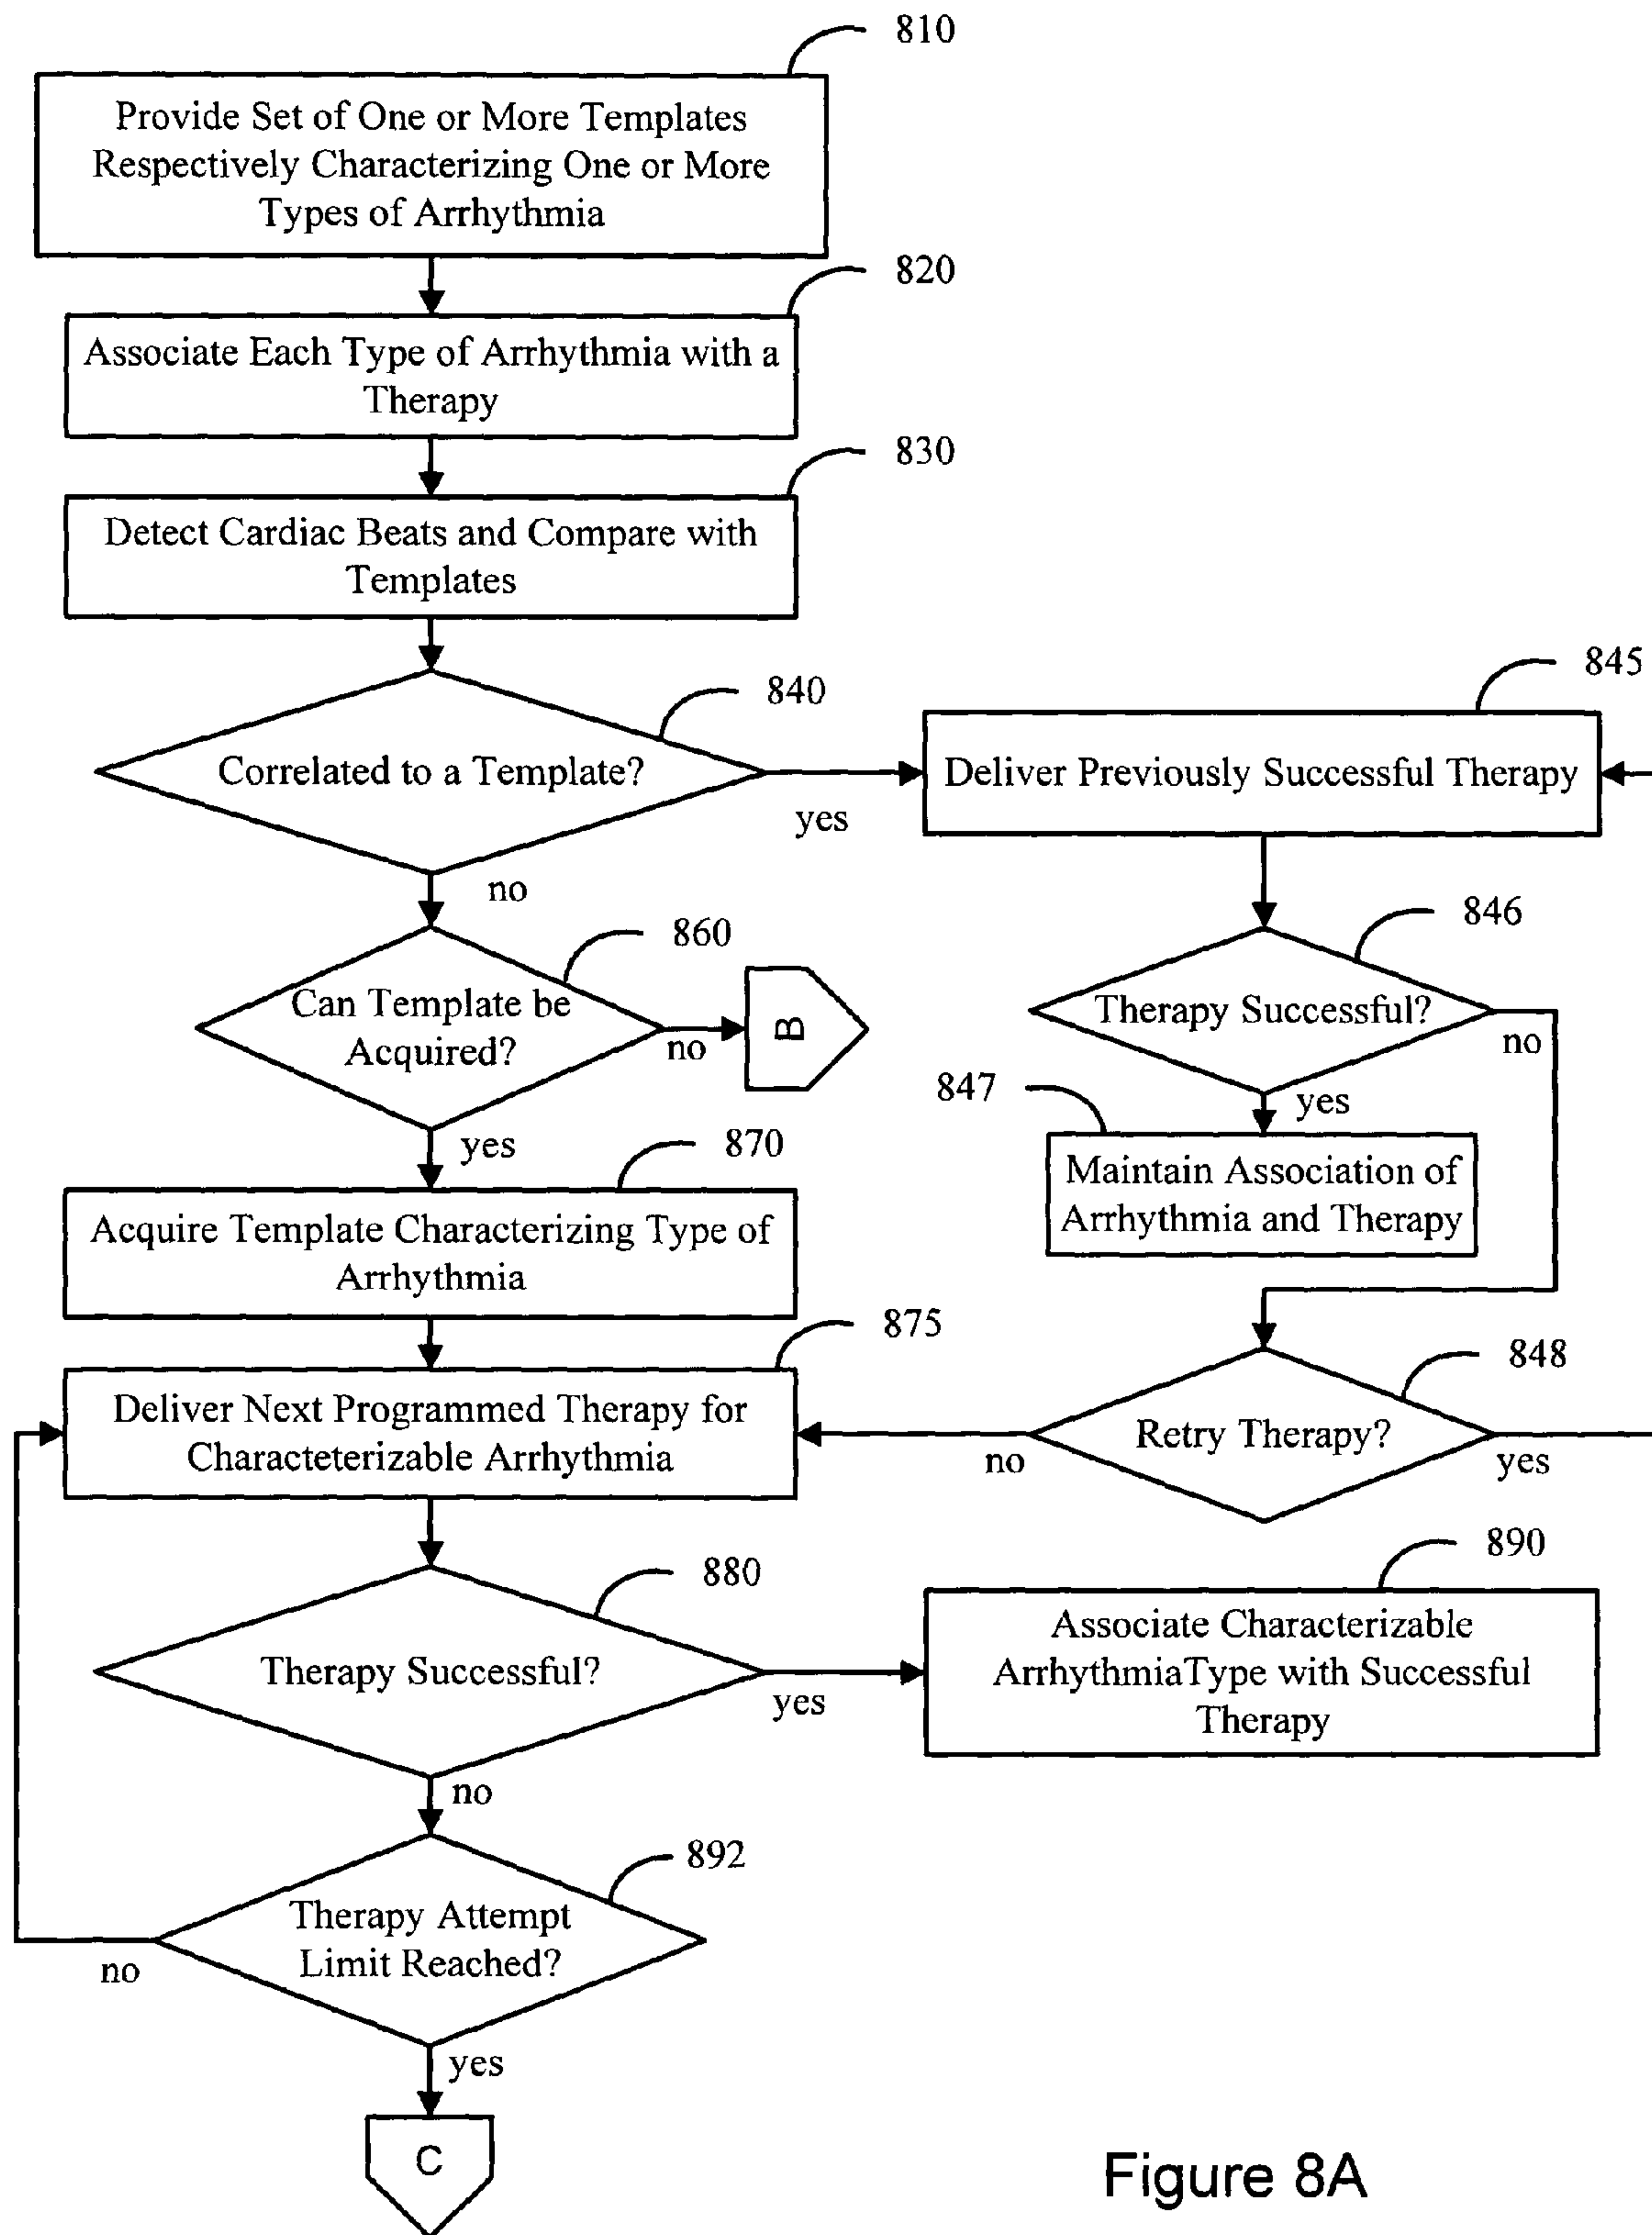 810
Provide Set of One or More Templates
Respectively Characterizing One or More
Types of Arrhythmia
820
Associate Each Type of Arrhythmia with a
Therapy
830
Detect Cardiac Beats and Compare with
Templates
840
Correlated to a Template?
yes
no
845
Deliver Previously Successful Therapy
846
Therapy Successful?
no
yes
847
Maintain Association of
Arrhythmia and Therapy
860
Can Template be
Acquired?
no
B
yes
870
Acquire Template Characterizing Type of
Arrhythmia
875
Deliver Next Programmed Therapy for
Characteterizable Arrhythmia
848
Retry Therapy?
no
yes
880
Therapy Successful?
yes
no
890
Associate Characterizable
ArrhythmiaType with Successful
Therapy
892
Therapy Attempt
Limit Reached?
no
yes
C
Figure 8A